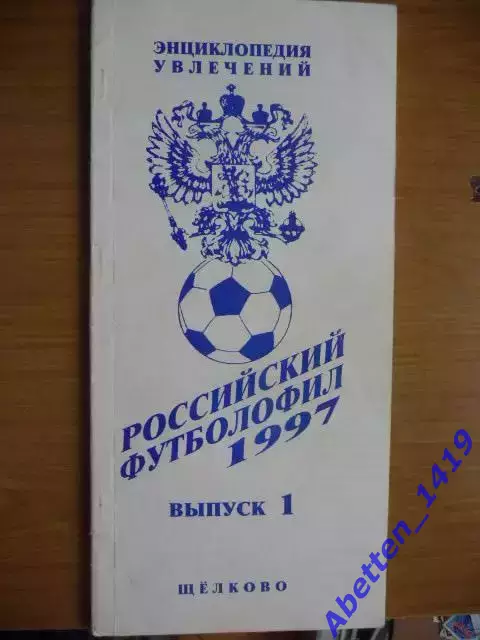 ЭНЦИКЛОПЕДИЯ
УВЛЕЧЕНИЙ
РОССИЙСКИЙ
ФУТБОЛОФИЛ
1997
ВЫПУСК 1
ЩЁЛКОВО
Abetten_1419